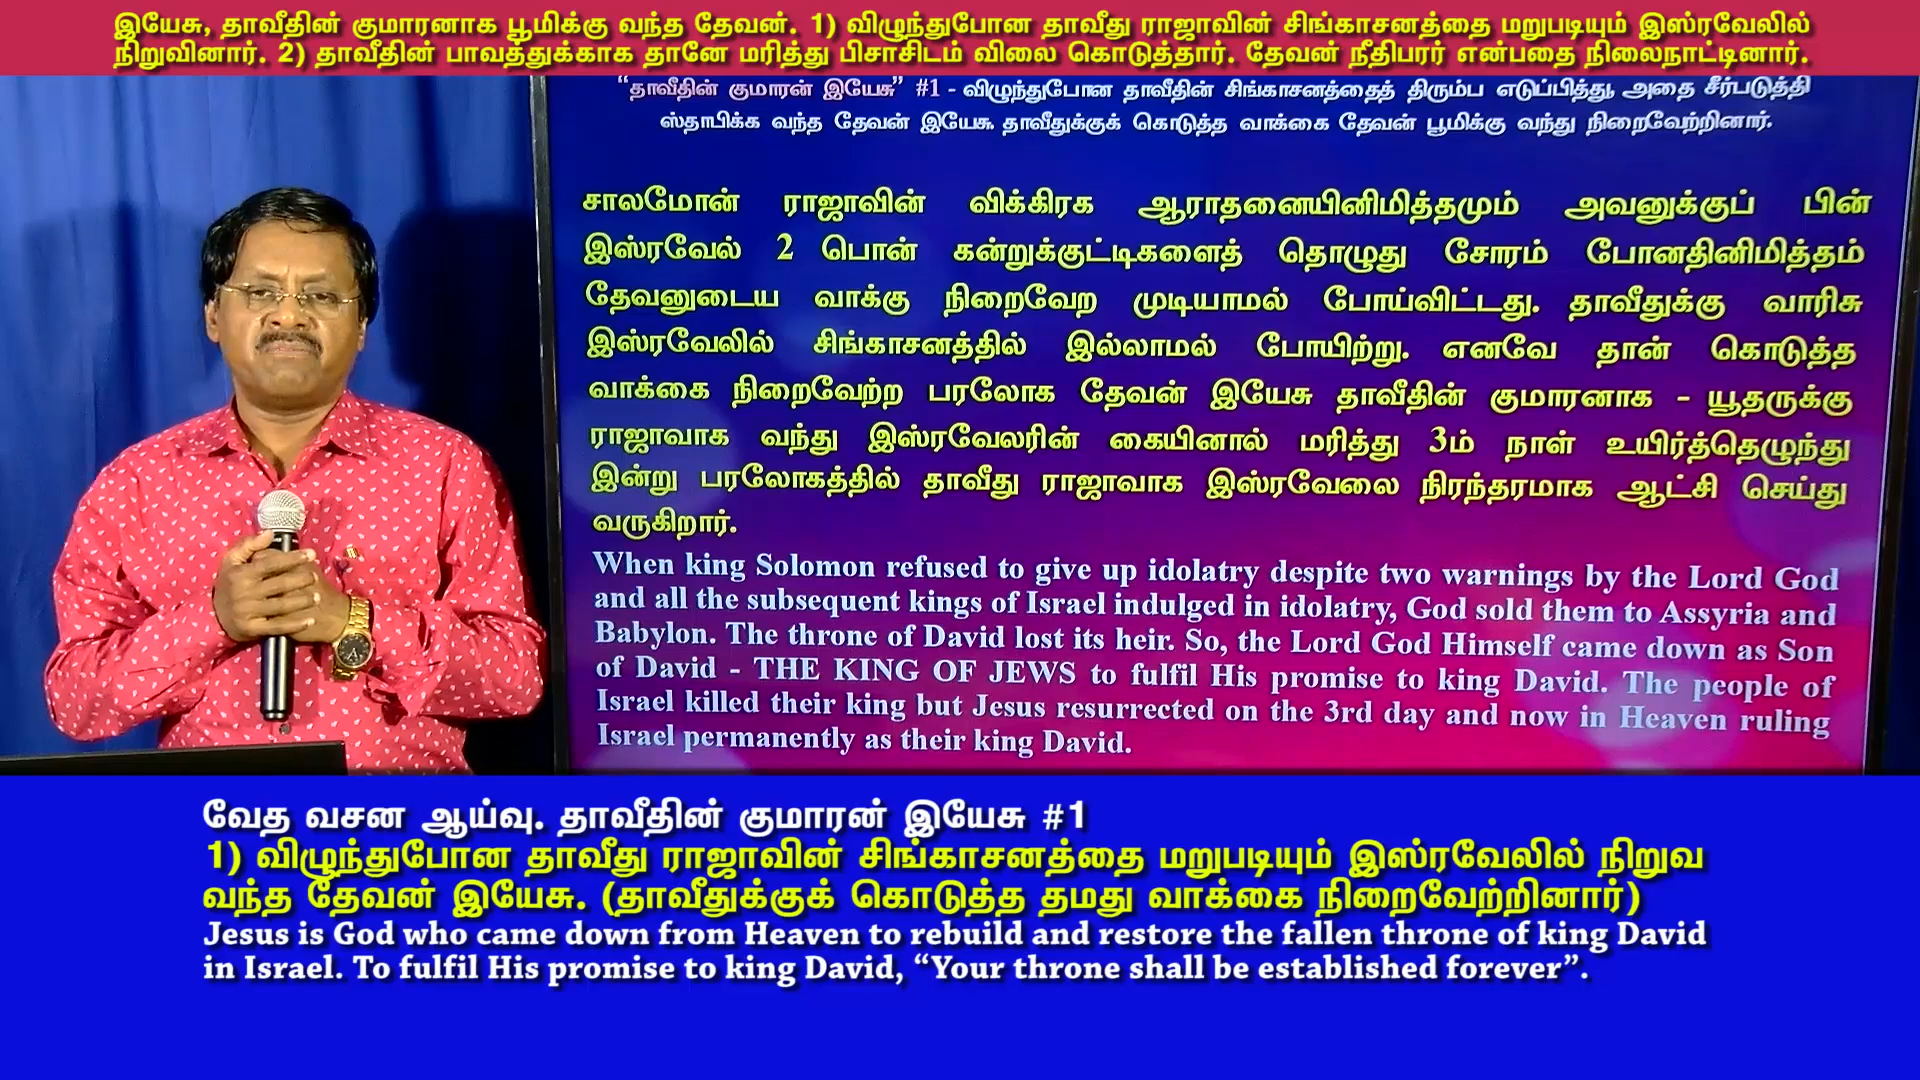 இயேசு, தாவீதின் குமாரனாக பூமிக்கு வந்த தேவன். 1) விழுந்துபோன தாவீது ராஜாவின் சிங்காசனத்தை மறுபடியும் இஸ்ரவேலில்
நிறுவினார். 2) தாவீதின் பாவத்துக்காக தானே மரித்து பிசாசிடம் விலை கொடுத்தார். தேவன் நீதிபரர் என்பதை நிலைநாட்டினார்.
“தாவீதின் குமாரன் இயேசு” #1 - விழுந்துபோன தாவீதின் சிங்காசனத்தைத் திரும்ப எடுப்பித்து, அதை சீர்படுத்தி
ஸ்தாபிக்க வந்த தேவன் இயேசு. தாவீதுக்குக் கொடுத்த வாக்கை தேவன் பூமிக்கு வந்து நிறைவேற்றினார்.
சாலமோன் ராஜாவின் விக்கிரக ஆராதனையினிமித்தமும் அவனுக்குப் பின்
இஸ்ரவேல் 2 பொன் கன்றுக்குட்டிகளைத் தொழுது சோரம் போனதினிமித்தம்
தேவனுடைய வாக்கு நிறைவேற முடியாமல் போய்விட்டது. தாவீதுக்கு வாரிசு
இஸ்ரவேலில் சிங்காசனத்தில் இல்லாமல் போயிற்று. எனவே தான் கொடுத்த
வாக்கை நிறைவேற்ற பரலோக தேவன் இயேசு தாவீதின் குமாரனாக - யூதருக்கு
ராஜாவாக வந்து இஸ்ரவேலரின் கையினால் மரித்து 3ம் நாள் உயிர்த்தெழுந்து
இன்று பரலோகத்தில் தாவீது ராஜாவாக இஸ்ரவேலை நிரந்தரமாக ஆட்சி செய்து
வருகிறார்.
When king Solomon refused to give up idolatry despite two warnings by the Lord God
and all the subsequent kings of Israel indulged in idolatry, God sold them to Assyria and
Babylon. The throne of David lost its heir. So, the Lord God Himself came down as Son
of David - THE KING OF JEWS to fulfil His promise to king David. The people of
Israel killed their king but Jesus resurrected on the 3rd day and now in Heaven ruling
Israel permanently as their king David.
வேத வசன ஆய்வு. தாவீதின் குமாரன் இயேசு #1
1) விழுந்துபோன தாவீது ராஜாவின் சிங்காசனத்தை மறுபடியும் இஸ்ரவேலில் நிறுவ
வந்த தேவன் இயேசு. (தாவீதுக்குக் கொடுத்த தமது வாக்கை நிறைவேற்றினார்)
Jesus is God who came down from Heaven to rebuild and restore the fallen throne of king David
in Israel. To fulfil His promise to king David, “Your throne shall be established forever”.